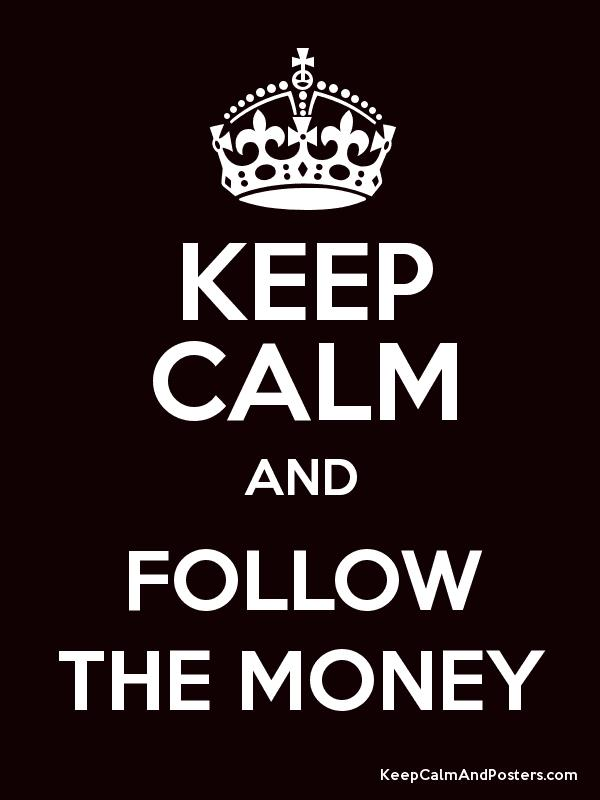 KEEP
CALM
AND
FOLLOW
THE MONEY
KeepCalmAndPosters.com